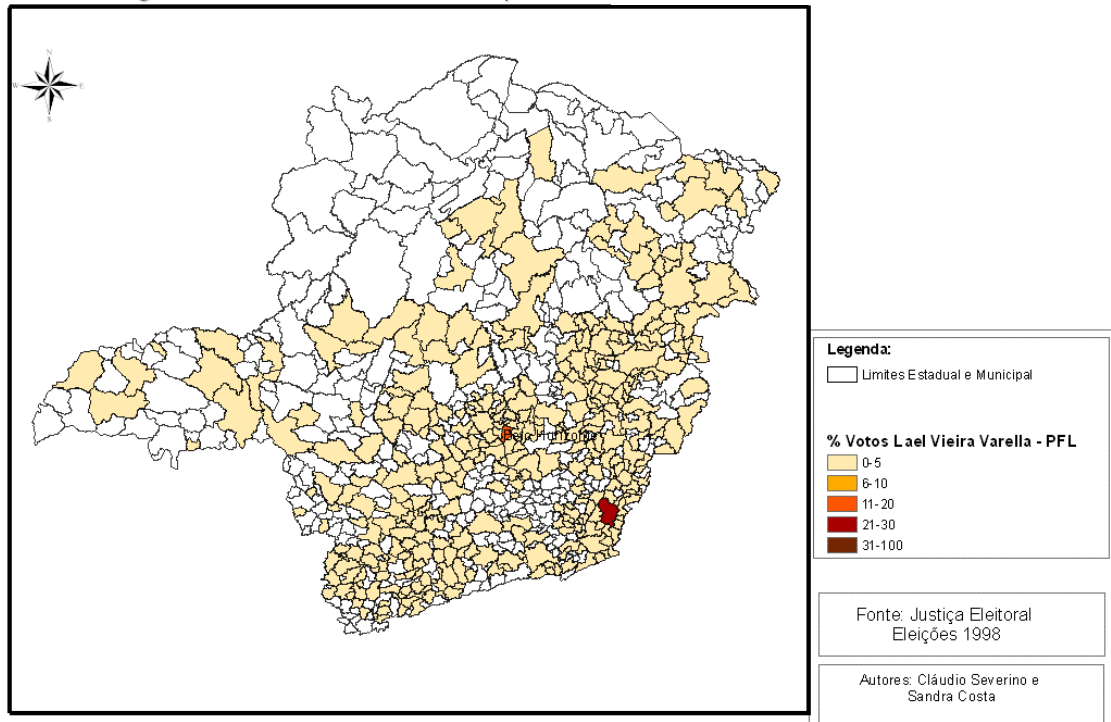 N
W
E
S
Belo Horizonte
Legenda:
Limites Estadual e Municipal
% Votos Lael Vieira Varella - PFL
0-5
6-10
11-20
21-30
31-100
Fonte: Justiça Eleitoral
Eleições 1998
Autores: Cláudio Severino e
Sandra Costa